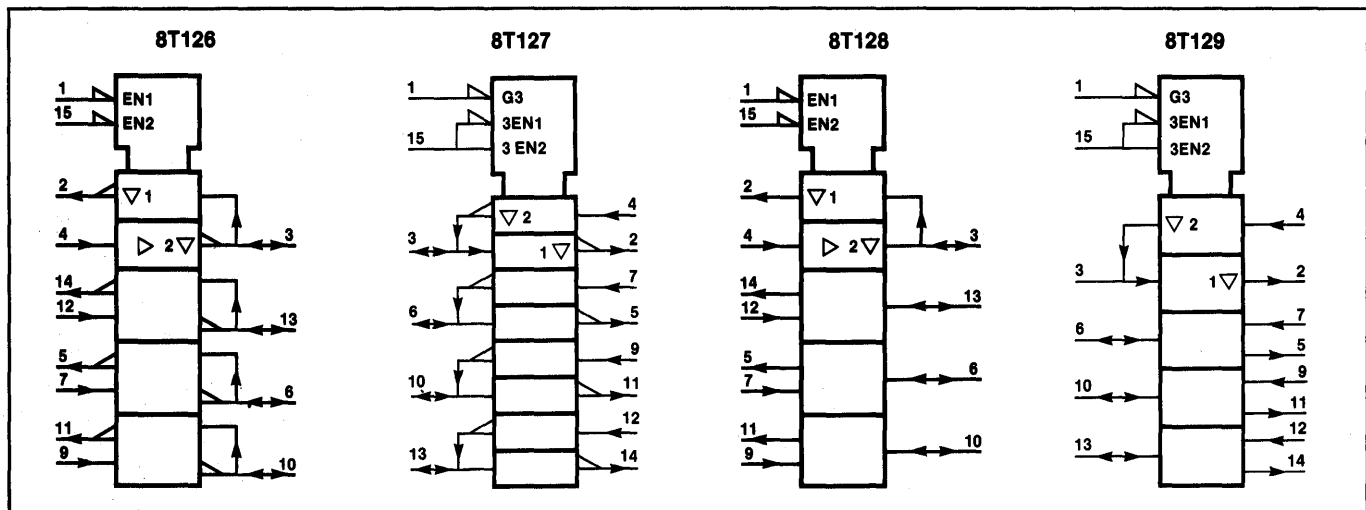 8T126
1 EN1
15 EN2
2 ▽ 1
4 ▷ 2 ▽ 3
14
12 13
5
7 6
11
9 10
8T127
1 G3
3EN1
15 3 EN2
▽ 2 4
3 1 ▽ 2
7
6 5
9
10 11
12
13 14
8T128
1 EN1
15 EN2
2 ▽ 1
4 ▷ 2 ▽ 3
14 13
12
5 6
7
11 10
9
8T129
1 G3
3EN1
15 3EN2
▽ 2 4
3 1 ▽ 2
7
6 5
9
10 11
12
13 14